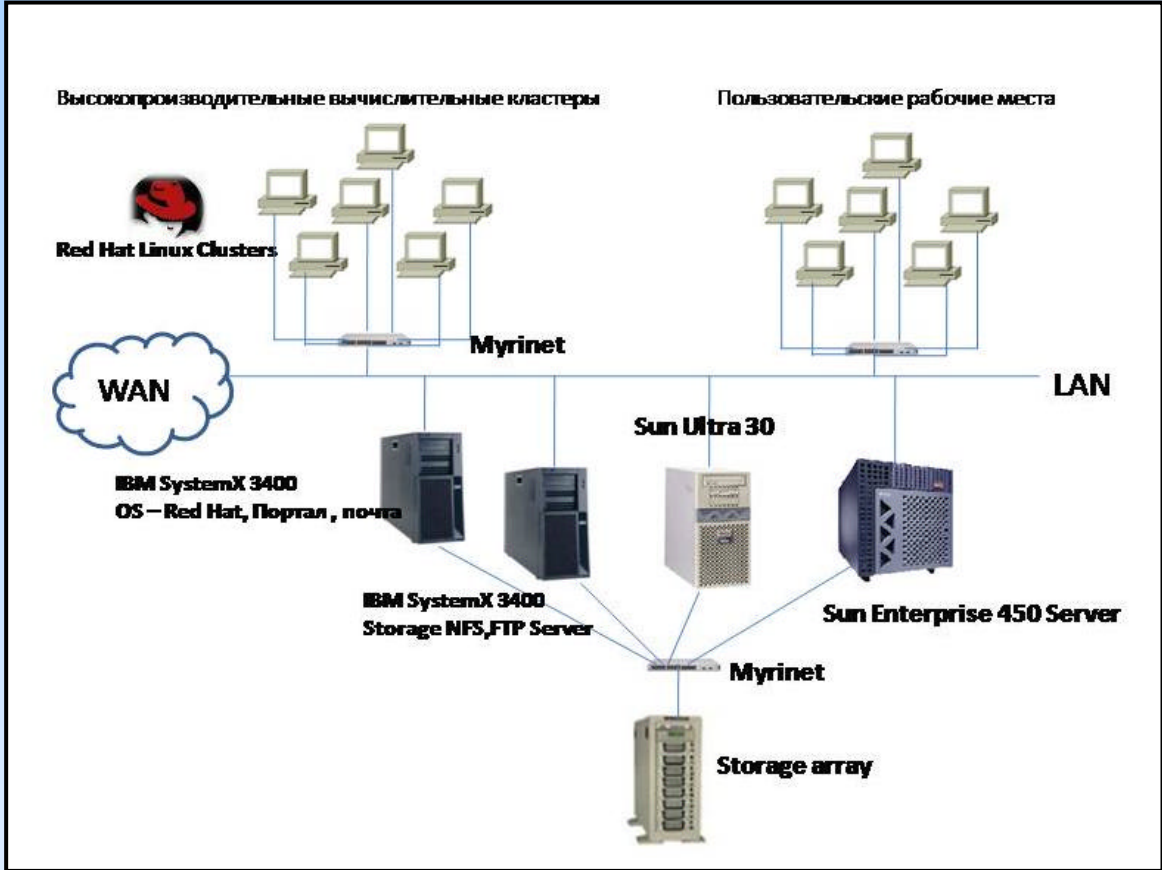 Высокопроизводительные вычислительные кластеры
Пользовательские рабочие места
Red Hat Linux Clusters
Myrinet
WAN
LAN
Sun Ultra 30
IBM SystemX 3400
OS – Red Hat, Портал , почта
IBM SystemX 3400
Storage NFS,FTP Server
Sun Enterprise 450 Server
Myrinet
Storage array